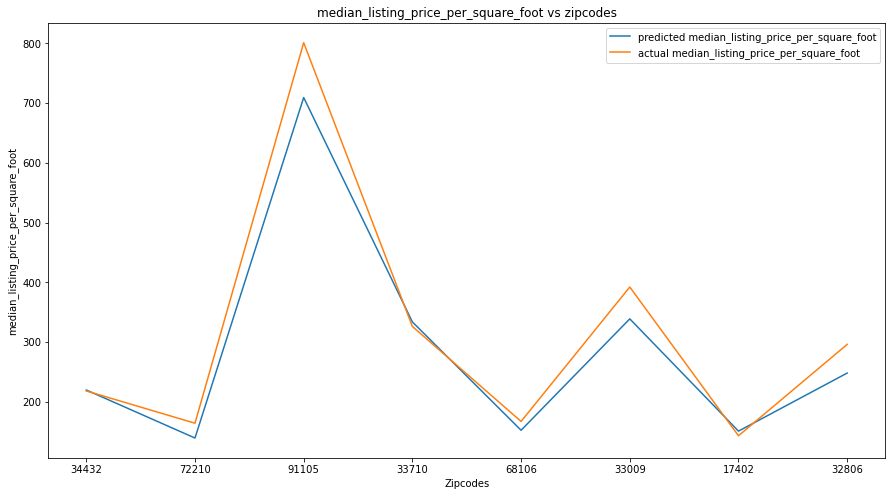 median_listing_price_per_square_foot vs zipcodes
predicted median_listing_price_per_square_foot
actual median_listing_price_per_square_foot
median_listing_price_per_square_foot
800
700
600
500
400
300
200
34432 72210 91105 33710 68106 33009 17402 32806
Zipcodes